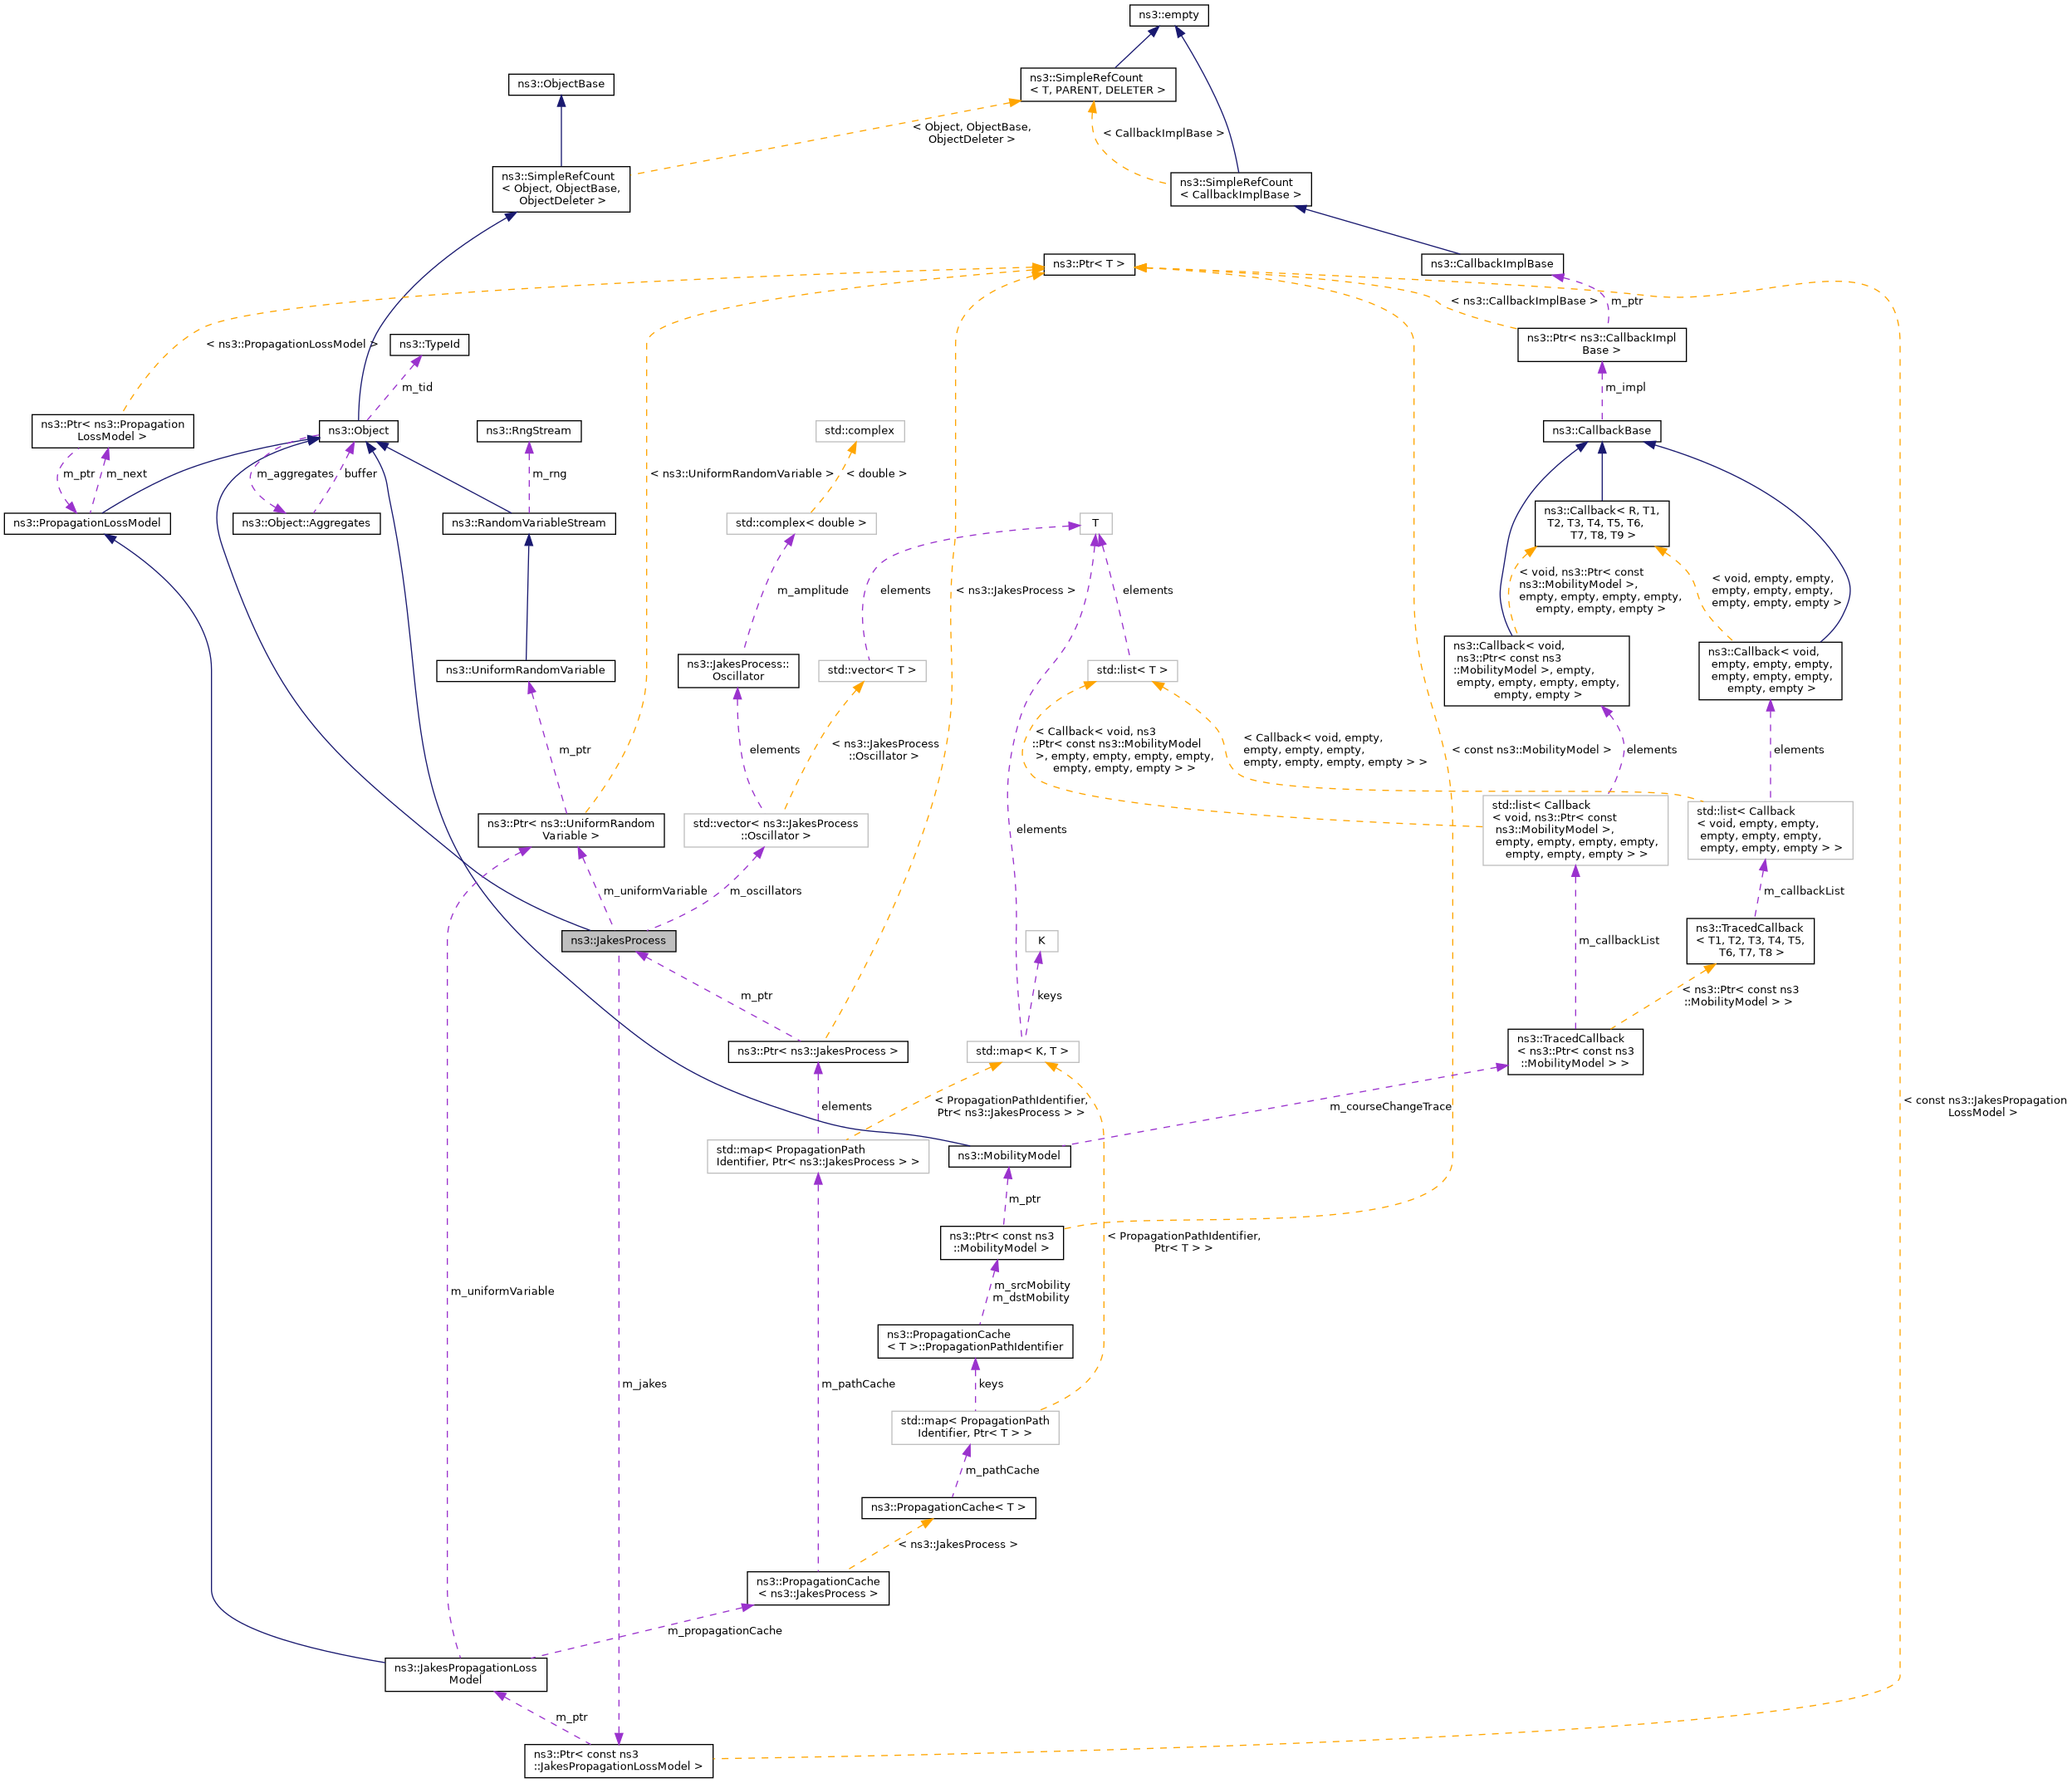 ns3::empty
ns3::ObjectBase
ns3::SimpleRefCount
< T, PARENT, DELETER >
< Object, ObjectBase,
ObjectDeleter >
< CallbackImplBase >
ns3::SimpleRefCount
< Object, ObjectBase,
ObjectDeleter >
ns3::SimpleRefCount
< CallbackImplBase >
ns3::Ptr< T >
ns3::CallbackImplBase
< ns3::CallbackImplBase >
m_ptr
< ns3::PropagationLossModel >
ns3::TypeId
ns3::Ptr< ns3::CallbackImpl
Base >
m_tid
m_impl
ns3::Ptr< ns3::Propagation
LossModel >
ns3::Object
ns3::RngStream
std::complex
ns3::CallbackBase
m_ptr
m_next
m_aggregates
buffer
m_rng
< ns3::UniformRandomVariable >
< double >
ns3::PropagationLossModel
ns3::Object::Aggregates
ns3::RandomVariableStream
std::complex< double >
T
ns3::Callback< R, T1,
T2, T3, T4, T5, T6,
T7, T8, T9 >
m_amplitude
elements
< ns3::JakesProcess >
elements
< void, ns3::Ptr< const
ns3::MobilityModel >,
empty, empty, empty, empty,
empty, empty, empty >
< void, empty, empty,
empty, empty, empty,
empty, empty, empty >
ns3::UniformRandomVariable
ns3::JakesProcess::
Oscillator
std::vector< T >
std::list< T >
ns3::Callback< void,
ns3::Ptr< const ns3
::MobilityModel >, empty,
empty, empty, empty, empty,
empty, empty >
ns3::Callback< void,
empty, empty, empty,
empty, empty, empty,
empty, empty >
m_ptr
elements
< ns3::JakesProcess
::Oscillator >
< Callback< void, ns3
::Ptr< const ns3::MobilityModel
>, empty, empty, empty, empty,
empty, empty, empty > >
< Callback< void, empty,
empty, empty, empty,
empty, empty, empty, empty > >
< const ns3::MobilityModel >
elements
elements
ns3::Ptr< ns3::UniformRandom
Variable >
std::vector< ns3::JakesProcess
::Oscillator >
elements
std::list< Callback
< void, ns3::Ptr< const
ns3::MobilityModel >,
empty, empty, empty, empty,
empty, empty, empty > >
std::list< Callback
< void, empty, empty,
empty, empty, empty,
empty, empty, empty > >
m_uniformVariable
m_oscillators
m_callbackList
ns3::JakesProcess
K
m_callbackList
ns3::TracedCallback
< T1, T2, T3, T4, T5,
T6, T7, T8 >
m_ptr
keys
< ns3::Ptr< const ns3
::MobilityModel > >
ns3::Ptr< ns3::JakesProcess >
std::map< K, T >
ns3::TracedCallback
< ns3::Ptr< const ns3
::MobilityModel > >
elements
< PropagationPathIdentifier,
Ptr< ns3::JakesProcess > >
m_courseChangeTrace
< const ns3::JakesPropagation
LossModel >
std::map< PropagationPath
Identifier, Ptr< ns3::JakesProcess > >
ns3::MobilityModel
m_ptr
ns3::Ptr< const ns3
::MobilityModel >
< PropagationPathIdentifier,
Ptr< T > >
m_uniformVariable
m_srcMobility
m_dstMobility
ns3::PropagationCache
< T >::PropagationPathIdentifier
m_jakes
m_pathCache
keys
std::map< PropagationPath
Identifier, Ptr< T > >
m_pathCache
ns3::PropagationCache< T >
< ns3::JakesProcess >
ns3::PropagationCache
< ns3::JakesProcess >
m_propagationCache
ns3::JakesPropagationLoss
Model
m_ptr
ns3::Ptr< const ns3
::JakesPropagationLossModel >